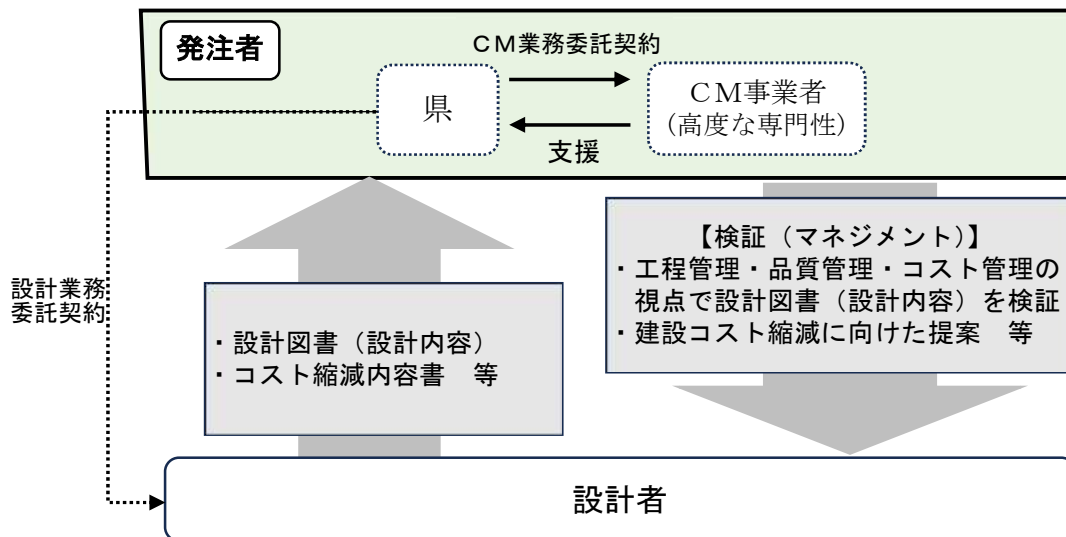 発注者
CM業務委託契約
県
CM事業者
(高度な専門性)
支援
設計業務
委託契約
・設計図書(設計内容)
・コスト縮減内容書　等
【検証(マネジメント)】
・工程管理・品質管理・コスト管理の
視点で設計図書(設計内容)を検証
・建設コスト縮減に向けた提案　等
設計者